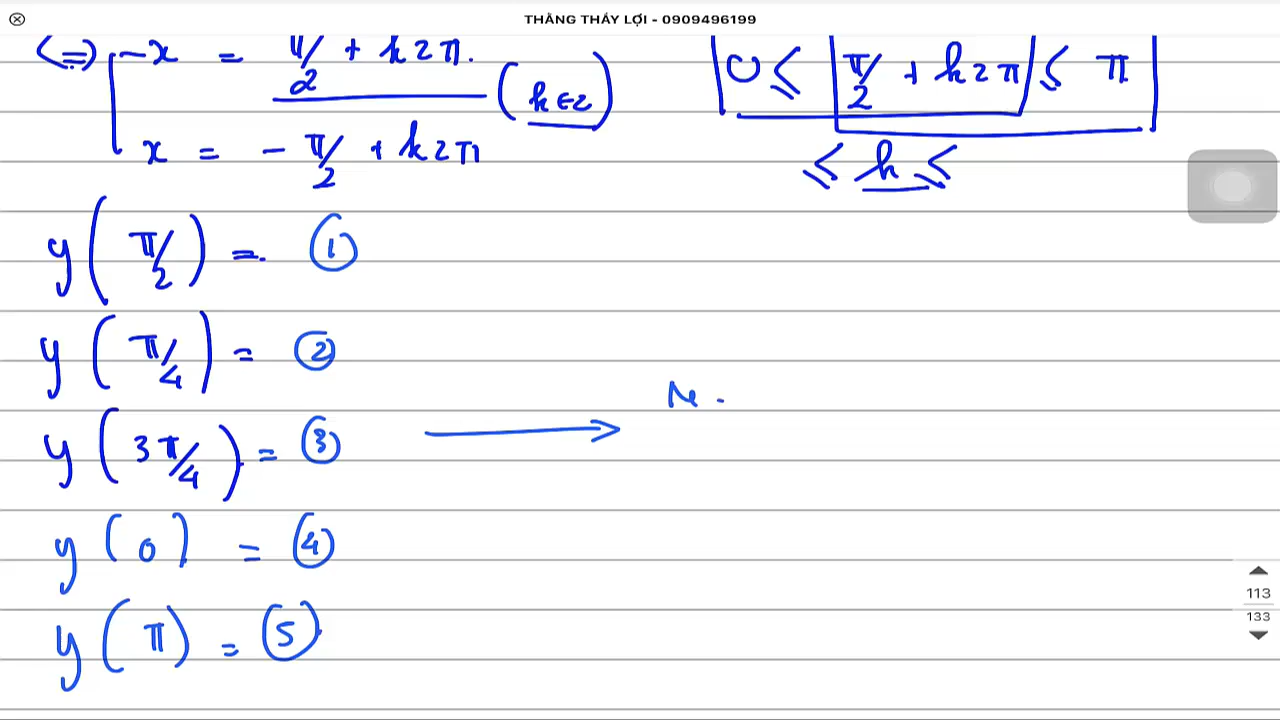 THẰNG THẦY LỢI - 0909496199
<=> -x = π/2 + k2π. (k∈z)
x = -π/2 + k2π
0 ≤ π/2 + k2π ≤ π
≤ k ≤
y(π/2) = 1
y(π/4) = 2
y(3π/4) = 3
y(0) = 4
y(π) = 5
113
133